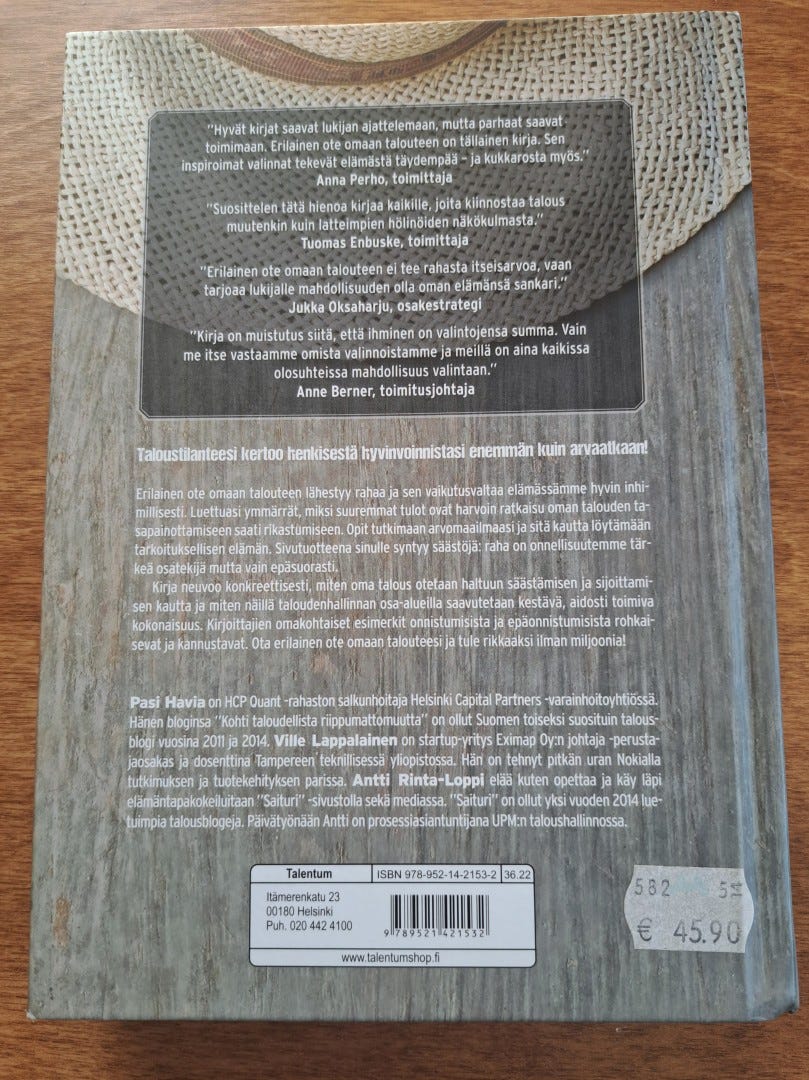 "Hyvät kirjat saavat lukijan ajattelemaan, mutta parhaat saavat
toimimaan. Erilainen ote omaan talouteen on tällainen kirja. Sen
inspiroimat valinnat tekevät elämästä täydempää – ja kukkarosta myös."
Anna Perho, toimittaja
"Suosittelen tätä hienoa kirjaa kaikille, joita kiinnostaa talous
muutenkin kuin latteimpien hölinöiden näkökulmasta."
Tuomas Enbuske, toimittaja
"Erilainen ote omaan talouteen ei tee rahasta itseisarvoa, vaan
tarjoaa lukijalle mahdollisuuden olla oman elämänsä sankari."
Jukka Oksaharju, osakestrategi
"Kirja on muistutus siitä, että ihminen on valintojensa summa. Vain
me itse vastaamme omista valinnoistamme ja meillä on aina kaikissa
olosuhteissa mahdollisuus valintaan."
Anne Berner, toimitusjohtaja
Taloustilanteesi kertoo henkisestä hyvinvoinnistasi enemmän kuin arvaatkaan!
Erilainen ote omaan talouteen lähestyy rahaa ja sen vaikutusvaltaa elämässämme hyvin inhi-
millisesti. Luettuasi ymmärrät, miksi suuremmat tulot ovat harvoin ratkaisu oman talouden ta-
sapainottamiseen saati rikastumiseen. Opit tutkimaan arvomaailmaasi ja sitä kautta löytämään
tarkoituksellisen elämän. Sivutuotteena sinulle syntyy säästöjä: raha on onnellisuutemme tär-
keä osatekijä mutta vain epäsuorasti.
Kirja neuvoo konkreettisesti, miten oma talous otetaan haltuun säästämisen ja sijoittami-
sen kautta ja miten näillä taloudenhallinnan osa-alueilla saavutetaan kestävä, aidosti toimiva
kokonaisuus. Kirjoittajien omakohtaiset esimerkit onnistumisista ja epäonnistumisista rohkai-
sevat ja kannustavat. Ota erilainen ote omaan talouteesi ja tule rikkaaksi ilman miljoonia!
Pasi Havia on HCP Quant -rahaston salkunhoitaja Helsinki Capital Partners -varainhoitoyhtiössä.
Hänen bloginsa "Kohti taloudellista riippumattomuutta" on ollut Suomen toiseksi suosituin talous-
blogi vuosina 2011 ja 2014. Ville Lappalainen on startup-yritys Eximap Oy:n johtaja -perusta-
jaosakas ja dosenttina Tampereen teknillisessä yliopistossa. Hän on tehnyt pitkän uran Nokialla
tutkimuksen ja tuotekehityksen parissa. Antti Rinta-Loppi elää kuten opettaa ja käy läpi
elämäntapakokeiluitaan "Saituri" -sivustolla sekä mediassa. "Saituri" on ollut yksi vuoden 2014 lue-
tuimpia talousblogeja. Päivätyönään Antti on prosessiasiantuntijana UPM:n taloushallinnossa.
Talentum ISBN 978-952-14-2153-2 36.22
Itämerenkatu 23
00180 Helsinki
Puh. 020 442 4100
9 789521 421532
www.talentumshop.fi
582 54
€ 45.90